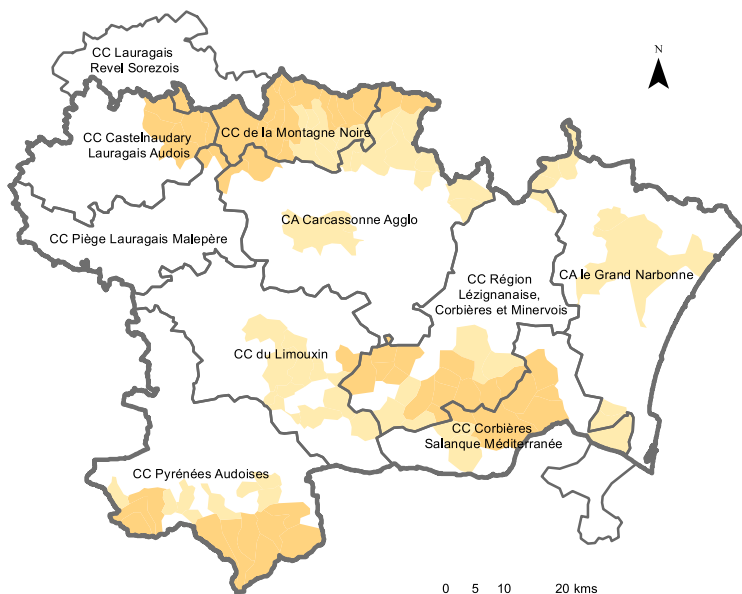 CC Lauragais
Revel Sorezois
N
CC Castelnaudary
Lauragais Audois
CC de la Montagne Noire
CA Carcassonne Agglo
CC Piège Lauragais Malepère
CA le Grand Narbonne
CC Région
Lézignanaise,
Corbières et Minervois
CC du Limouxin
CC Corbières
Salanque Méditerranée
CC Pyrénées Audoises
0 5 10 20 kms